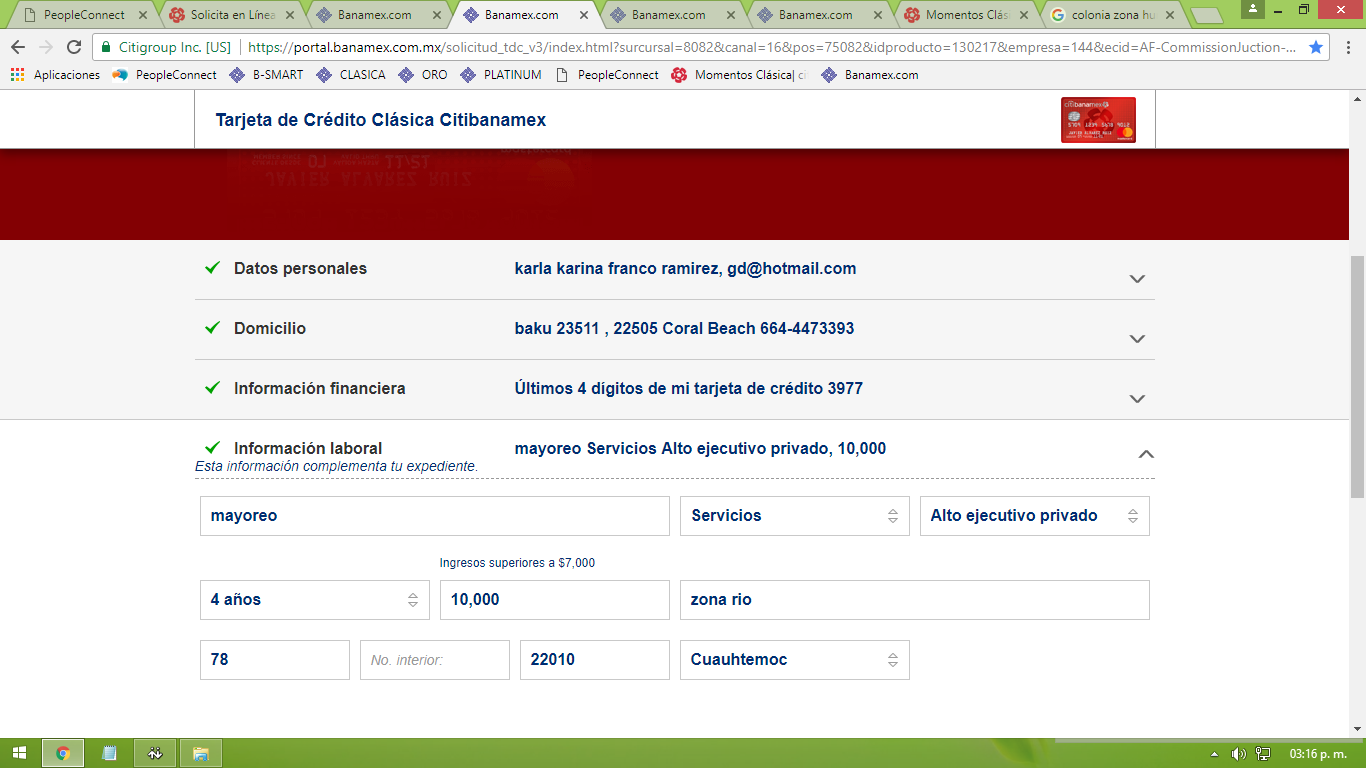 PeopleConnect
Solicita en Línea
Banamex.com
Banamex.com
Banamex.com
Banamex.com
Momentos Clás
colonia zona hu
Citigroup Inc. [US] https://portal.banamex.com.mx/solicitud_tdc_v3/index.html?surcursal=8082&canal=16&pos=75082&idproducto=130217&empresa=144&ecid=AF-CommissionJuction-...
Aplicaciones PeopleConnect B-SMART CLASICA ORO PLATINUM PeopleConnect Momentos Clásica| ci Banamex.com
Tarjeta de Crédito Clásica Citibanamex
citibanamex
JAVIER ALVAREZ RUIZ
Datos personales karla karina franco ramirez, gd@hotmail.com
Domicilio baku 23511 , 22505 Coral Beach 664-4473393
Información financiera Últimos 4 dígitos de mi tarjeta de crédito 3977
Información laboral mayoreo Servicios Alto ejecutivo privado, 10,000
Esta información complementa tu expediente.
mayoreo Servicios Alto ejecutivo privado
Ingresos superiores a $7,000
4 años 10,000 zona rio
78 No. interior: 22010 Cuauhtemoc
03:16 p. m.